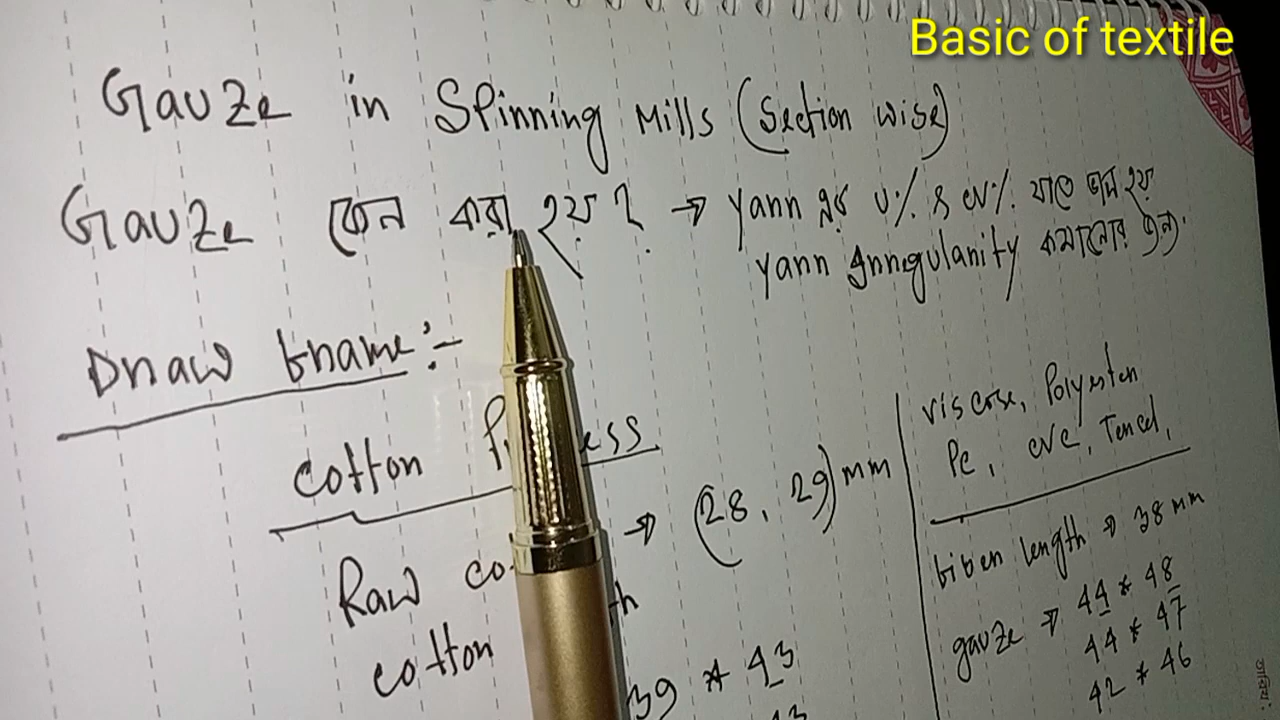 Basic of textile
Gauze in Spinning Mills (Section wise)
Gauze কেন করা হয় ? → Yarn এর U% & CV% যাতে ভাল হয়
Yarn Irregularity কমানোর জন্য.
Draw frame:-
Cotton
Raw
cotton
→ (28, 29) mm
39 * 43
viscose, Polyester
PC, CVC, Tencel,
fiber length → 38 mm
gauze → 44 * 48
44 * 47
42 * 46